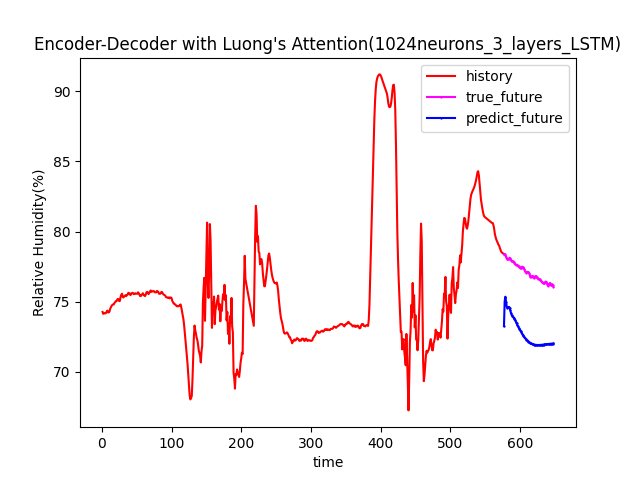 Encoder-Decoder with Luong's Attention(1024neurons_3_layers_LSTM)
history
true_future
predict_future
Relative Humidity(%)
90
85
80
75
70
0 100 200 300 400 500 600
time